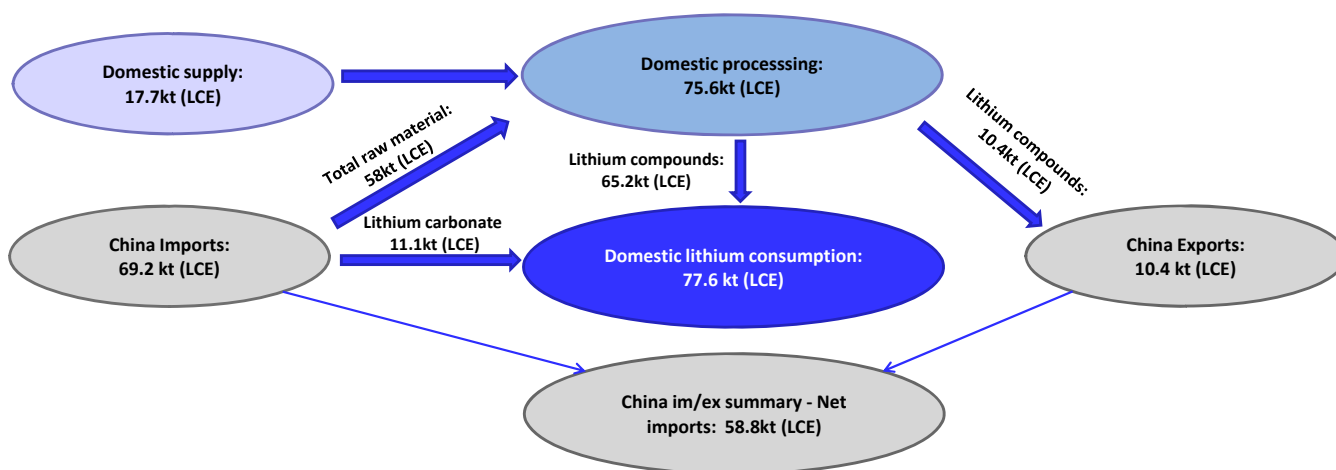 Domestic supply:
17.7kt (LCE)
Domestic processsing:
75.6kt (LCE)
Total raw material:
58kt (LCE)
Lithium compounds:
10.4kt (LCE)
Lithium compounds:
65.2kt (LCE)
Lithium carbonate
11.1kt (LCE)
China Imports:
69.2 kt (LCE)
Domestic lithium consumption:
77.6 kt (LCE)
China Exports:
10.4 kt (LCE)
China im/ex summary - Net
imports:  58.8kt (LCE)